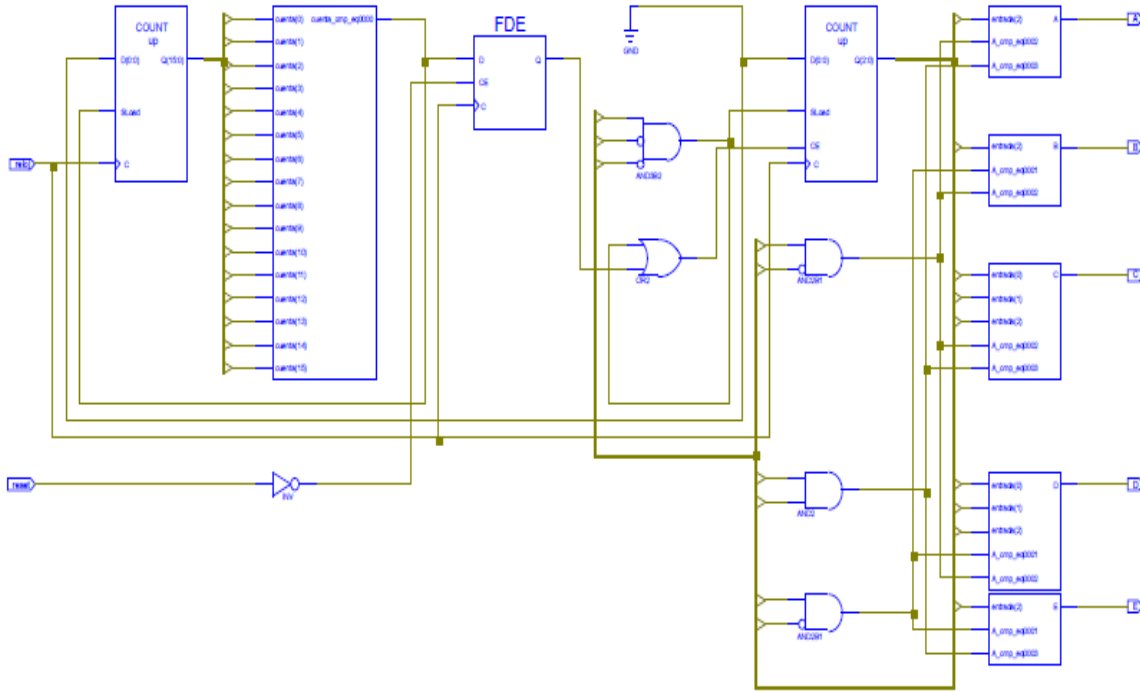 COUNT
up
D(0:0) Q(15:0)
SLoad
C
cuenta(0) cuenta_cmp_eq0000
cuenta(1)
cuenta(2)
cuenta(3)
cuenta(4)
cuenta(5)
cuenta(6)
cuenta(7)
cuenta(8)
cuenta(9)
cuenta(10)
cuenta(11)
cuenta(12)
cuenta(13)
cuenta(14)
cuenta(15)
FDE
D Q
CE
C
GND
AND3B2
OR2
COUNT
up
D(0:0) Q(2:0)
SLoad
CE
C
AND2B1
AND2
AND2B1
reset
INV
entrada(2) A
A_cmp_eq0002
A_cmp_eq0003
A
entrada(2) B
A_cmp_eq0001
A_cmp_eq0002
B
entrada(0) C
entrada(1)
entrada(2)
A_cmp_eq0002
A_cmp_eq0003
C
entrada(0) D
entrada(1)
entrada(2)
A_cmp_eq0001
A_cmp_eq0002
D
entrada(2) E
A_cmp_eq0001
A_cmp_eq0003
E